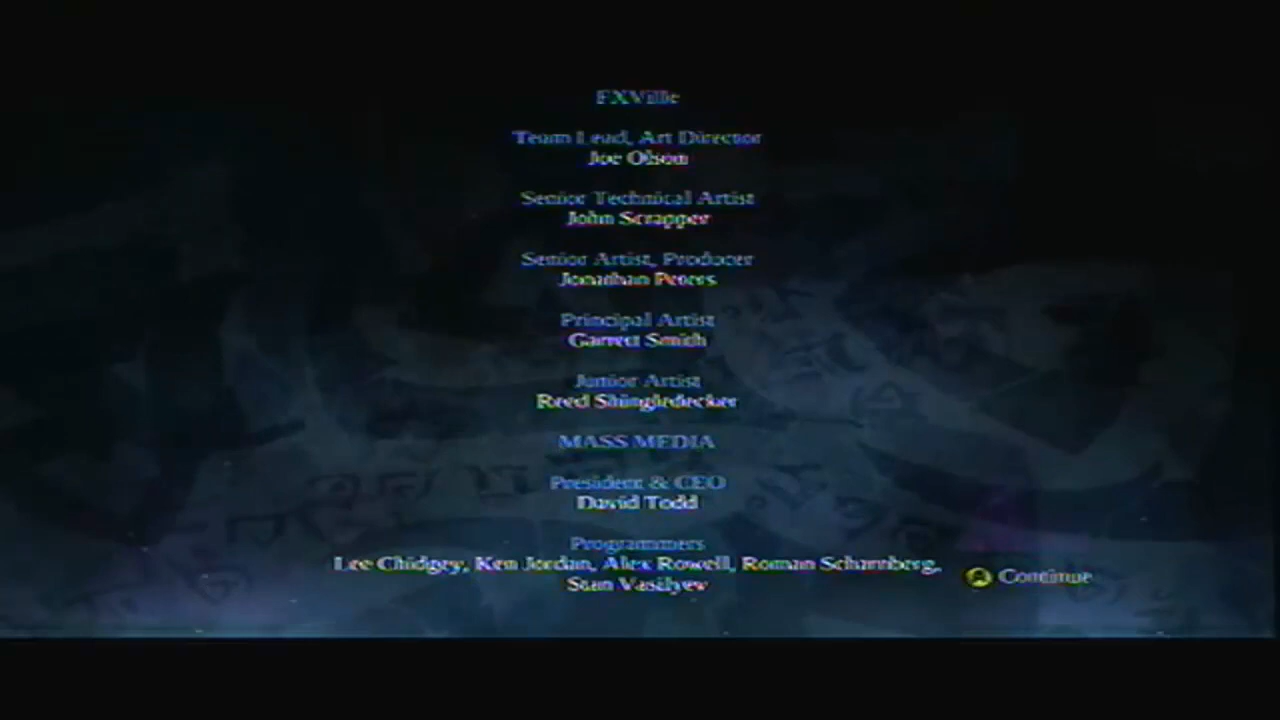 FXVille
Team Lead, Art Director
Joe Olson
Senior Technical Artist
John Scrapper
Senior Artist, Producer
Jonathan Peters
Principal Artist
Garrett Smith
Junior Artist
Reed Shingledecker
MASS MEDIA
President & CEO
David Todd
Programmers
Lee Chidgey, Ken Jordan, Alex Rowell, Roman Scharnberg,
Stan Vasilyev
A Continue